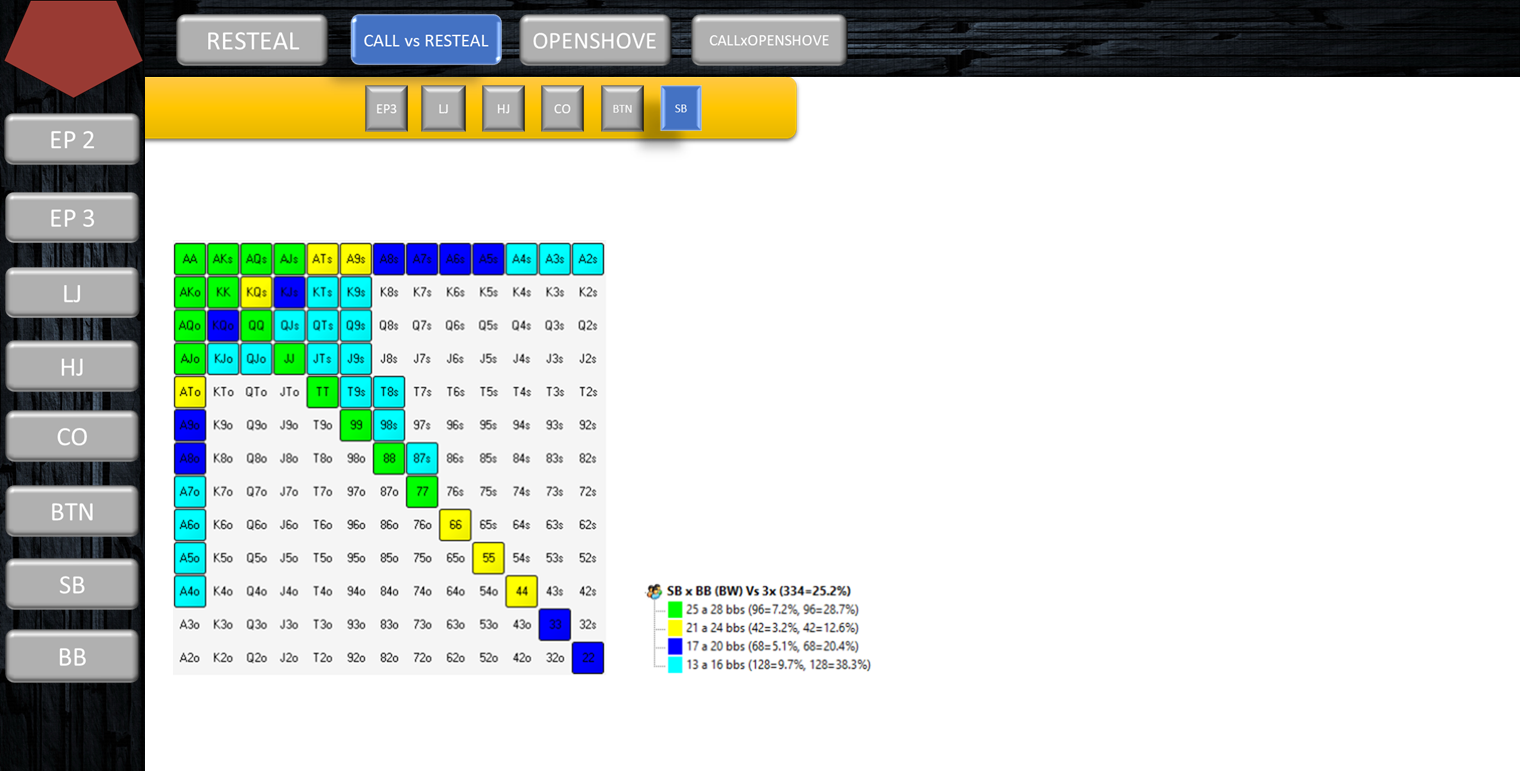 RESTEAL CALL vs RESTEAL OPENSHOVE CALLxOPENSHOVE
EP3 LJ HJ CO BTN SB
EP 2
EP 3
LJ
HJ
CO
BTN
SB
BB
AA AKs AQs AJs ATs A9s A8s A7s A6s A5s A4s A3s A2s
AKo KK KQs KJs KTs K9s K8s K7s K6s K5s K4s K3s K2s
AQo KQo QQ QJs QTs Q9s Q8s Q7s Q6s Q5s Q4s Q3s Q2s
AJo KJo QJo JJ JTs J9s J8s J7s J6s J5s J4s J3s J2s
ATo KTo QTo JTo TT T9s T8s T7s T6s T5s T4s T3s T2s
A9o K9o Q9o J9o T9o 99 98s 97s 96s 95s 94s 93s 92s
A8o K8o Q8o J8o T8o 98o 88 87s 86s 85s 84s 83s 82s
A7o K7o Q7o J7o T7o 97o 87o 77 76s 75s 74s 73s 72s
A6o K6o Q6o J6o T6o 96o 86o 76o 66 65s 64s 63s 62s
A5o K5o Q5o J5o T5o 95o 85o 75o 65o 55 54s 53s 52s
A4o K4o Q4o J4o T4o 94o 84o 74o 64o 54o 44 43s 42s
A3o K3o Q3o J3o T3o 93o 83o 73o 63o 53o 43o 33 32s
A2o K2o Q2o J2o T2o 92o 82o 72o 62o 52o 42o 32o 22
SB x BB (BW) Vs 3x (334=25.2%)
25 a 28 bbs (96=7.2%, 96=28.7%)
21 a 24 bbs (42=3.2%, 42=12.6%)
17 a 20 bbs (68=5.1%, 68=20.4%)
13 a 16 bbs (128=9.7%, 128=38.3%)